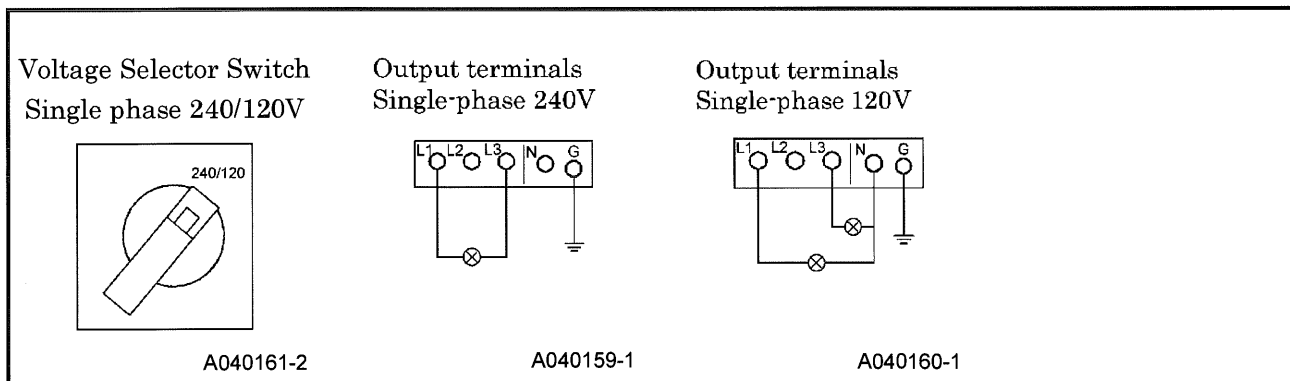 Voltage Selector Switch
Single phase 240/120V
240/120
A040161-2
Output terminals
Single-phase 240V
L1 L2 L3 N G
A040159-1
Output terminals
Single-phase 120V
L1 L2 L3 N G
A040160-1